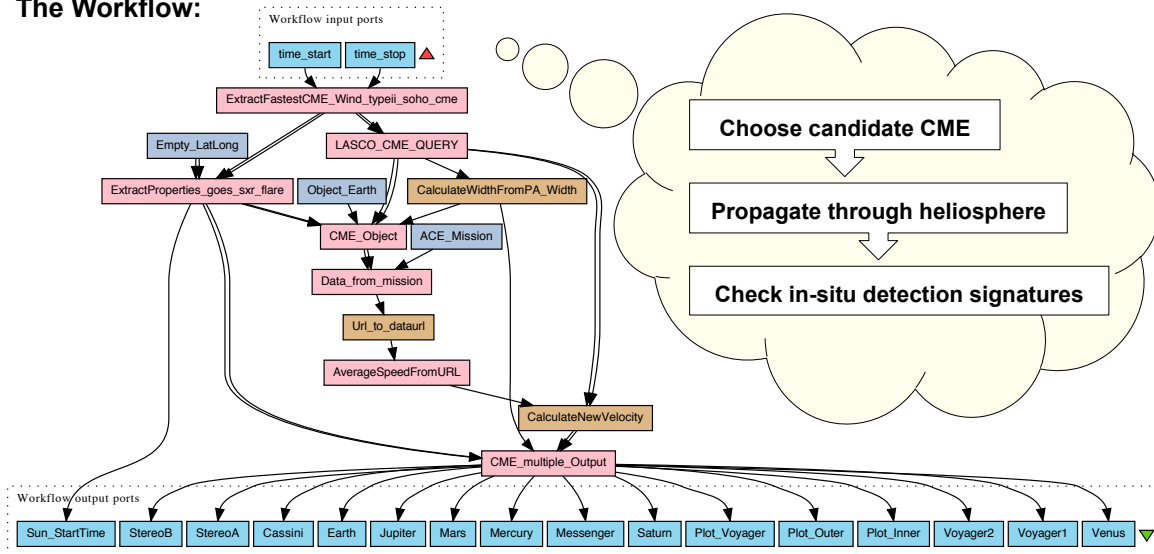 The Workflow:
Workflow input ports
time_start time_stop
ExtractFastestCME_Wind_typeii_soho_cme
Empty_LatLong LASCO_CME_QUERY
ExtractProperties_goes_sxr_flare Object_Earth CalculateWidthFromPA_Width
CME_Object ACE_Mission
Data_from_mission
Url_to_dataurl
AverageSpeedFromURL
CalculateNewVelocity
CME_multiple_Output
Workflow output ports
Sun_StartTime StereoB StereoA Cassini Earth Jupiter Mars Mercury Messenger Saturn Plot_Voyager Plot_Outer Plot_Inner Voyager2 Voyager1 Venus
Choose candidate CME
Propagate through heliosphere
Check in-situ detection signatures